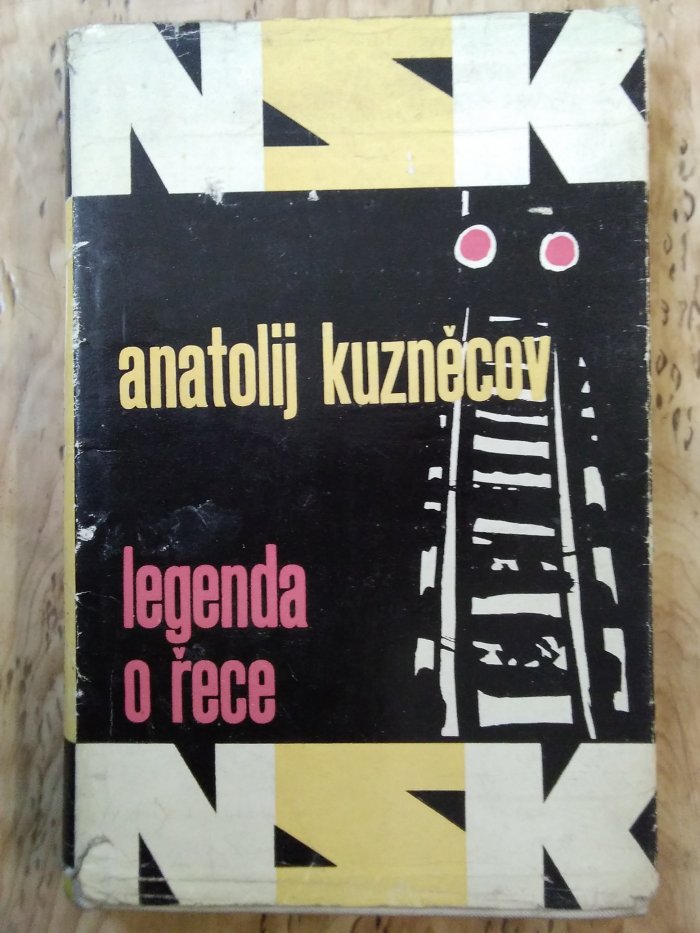 NSK
anatolij kuzněcov
legenda
o řece
NSK